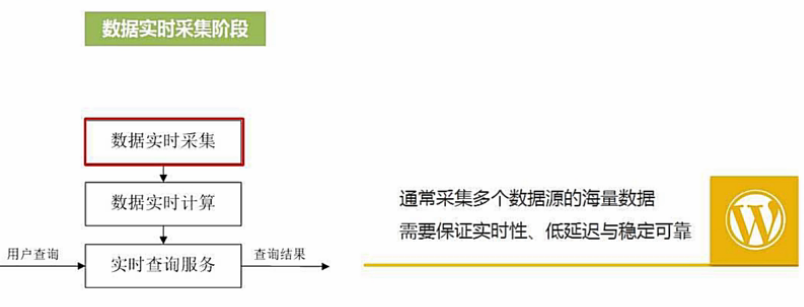 数据实时采集阶段
数据实时采集
数据实时计算
用户查询
实时查询服务
查询结果
通常采集多个数据源的海量数据
需要保证实时性、低延迟与稳定可靠